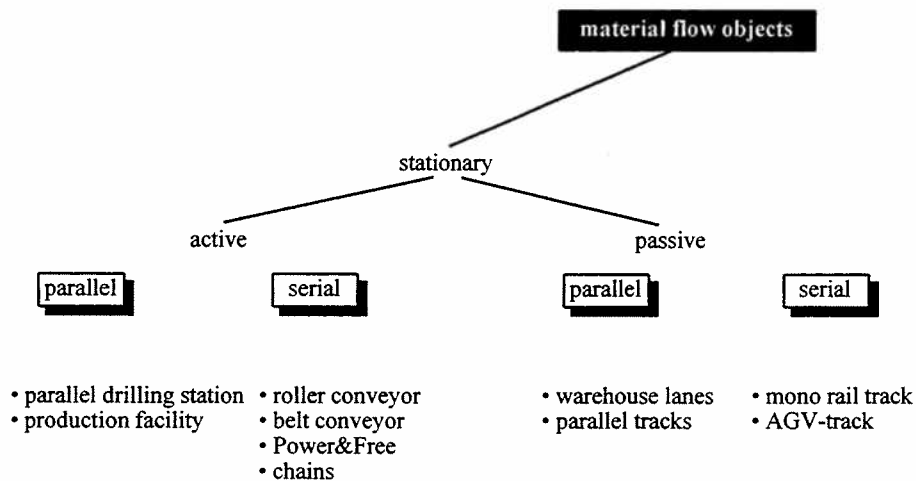 material flow objects
stationary
active
passive
parallel
serial
parallel
serial
• parallel drilling station
• production facility
• roller conveyor
• belt conveyor
• Power&Free
• chains
• warehouse lanes
• parallel tracks
• mono rail track
• AGV-track